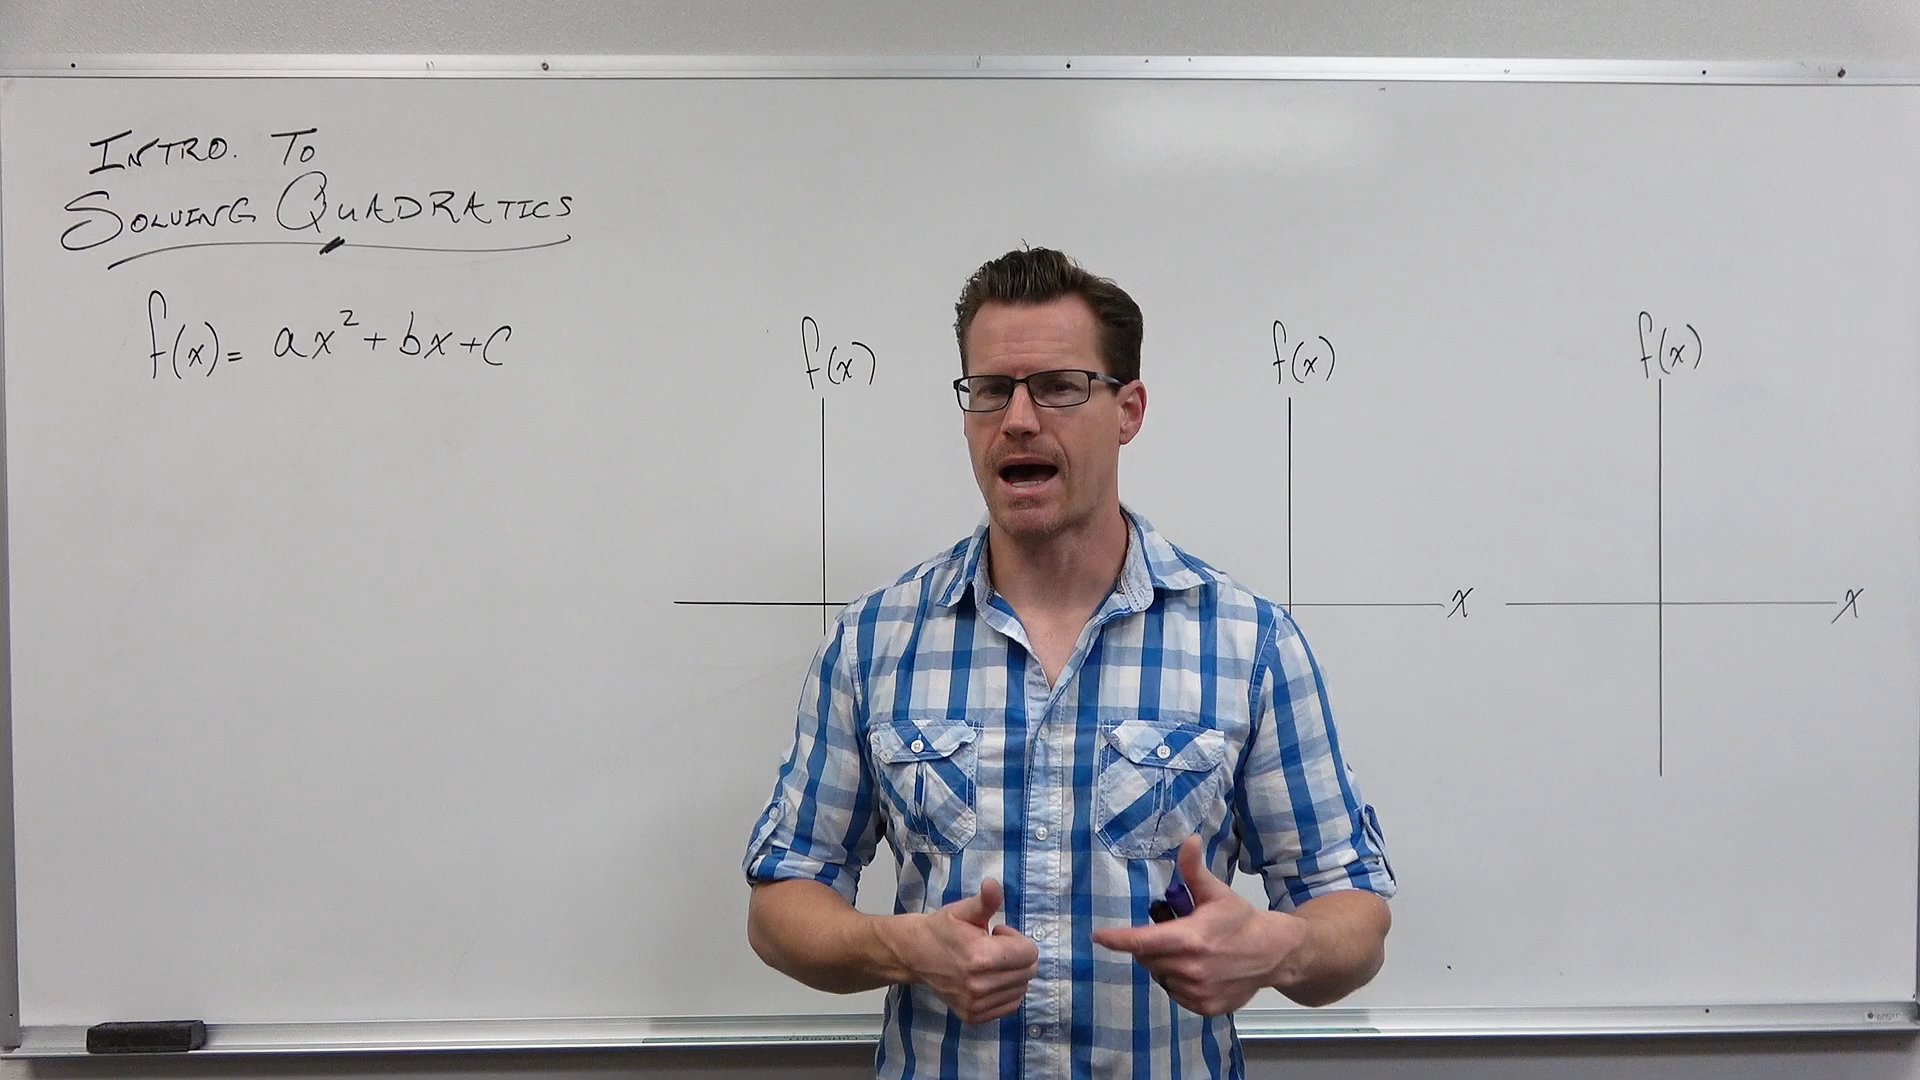 INTRO. TO
SOLVING QUADRATICS
f(x) = ax² + bx + c
f(x)
f(x)
f(x)
x
x